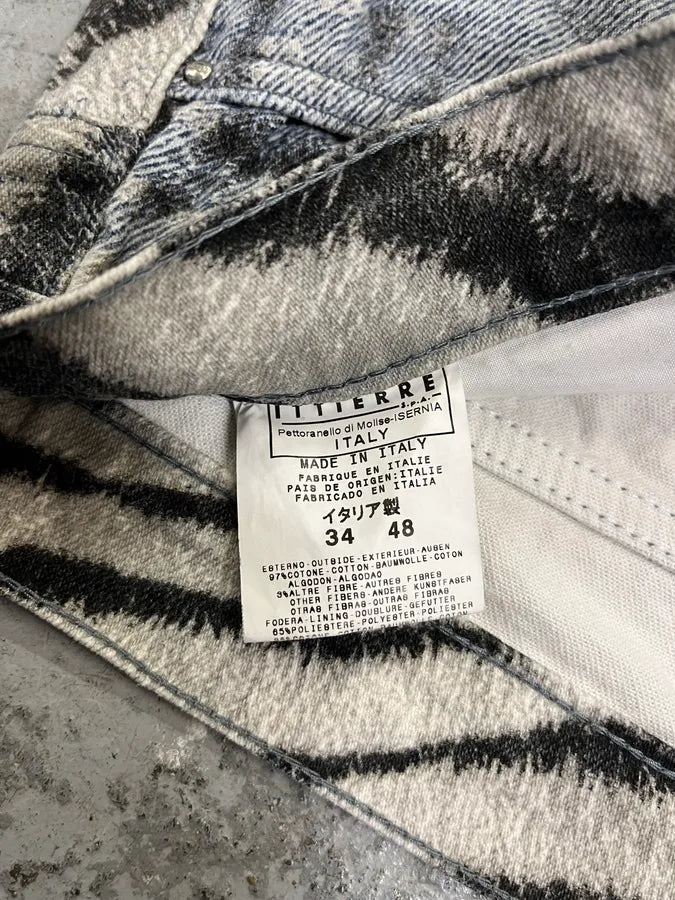 ITTIERRE
S.p.A.
Pettoranello di Molise-ISERNIA
ITALY
MADE IN ITALY
FABRIQUE EN ITALIE
PAIS DE ORIGEN:ITALIE
FABRICADO EN ITALIA
イタリア製
34 48
ESTERNO-OUTSIDE-EXTERIEUR-AUSEN
97%COTONE-COTTON-BAUMWOLLE-COTON
ALGODON-ALGODAO
3%ALTRE FIBRE-AUTRES FIBRES
OTHER FIBERS-ANDERE KUNSTFASER
OTRAS FIBRAS-OUTRAS FIBRAS
FODERA-LINING-DOUBLURE-GEFUTTER
65%POLIESTERE-POLYESTER-POLIESTER